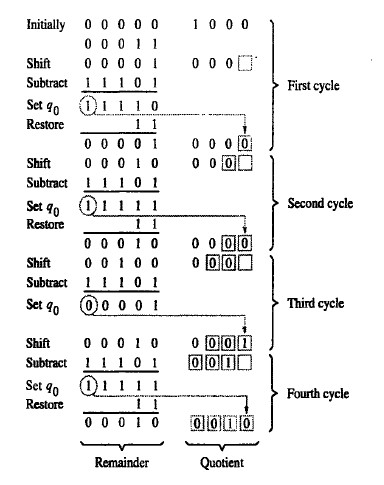 Initially 0 0 0 0 0 1 0 0 0
0 0 0 1 1
Shift 0 0 0 0 1 0 0 0
Subtract 1 1 1 0 1 First cycle
Set q0 1 1 1 1 0
Restore 1 1
0 0 0 0 1 0 0 0 0
Shift 0 0 0 1 0 0 0 0
Subtract 1 1 1 0 1
Set q0 1 1 1 1 1 Second cycle
Restore 1 1
0 0 0 1 0 0 0 0 0
Shift 0 0 1 0 0 0 0 0
Subtract 1 1 1 0 1
Set q0 0 0 0 0 1 Third cycle
Shift 0 0 0 1 0 0 0 0 1
Subtract 1 1 1 0 1 0 0 1
Set q0 1 1 1 1 1 Fourth cycle
Restore 1 1
0 0 0 1 0 0 0 1 0
Remainder Quotient